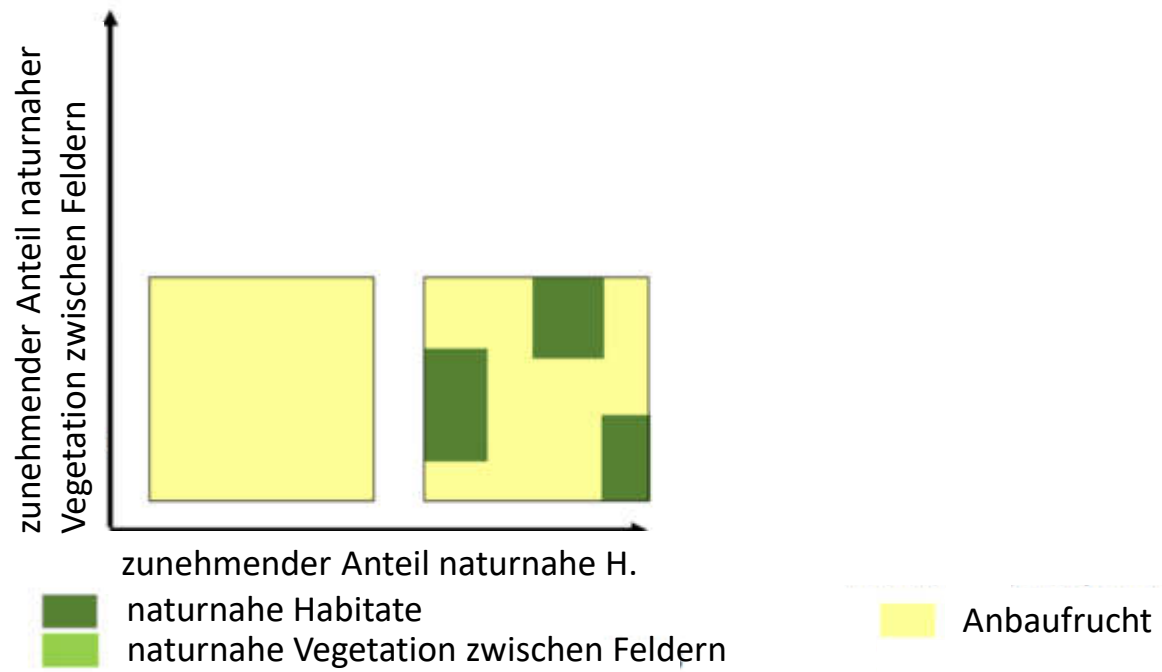 zunehmender Anteil naturnaher
Vegetation zwischen Feldern
zunehmender Anteil naturnahe H.
naturnahe Habitate
naturnahe Vegetation zwischen Feldern
Anbaufrucht